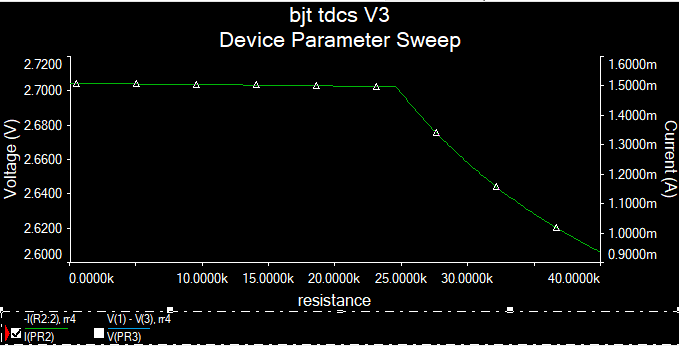 bjt tdcs V3
Device Parameter Sweep
Voltage (V)
2.7200
2.7000
2.6800
2.6600
2.6400
2.6200
2.6000
1.6000m
1.5000m
1.4000m
1.3000m
1.2000m
1.1000m
1.0000m
0.9000m
Current (A)
0.0000k 10.0000k 15.0000k 20.0000k 25.0000k 30.0000k 40.0000k
resistance
-I(R2:2), rr4 V(1) - V(3), rr4
I(PR2) V(PR3)